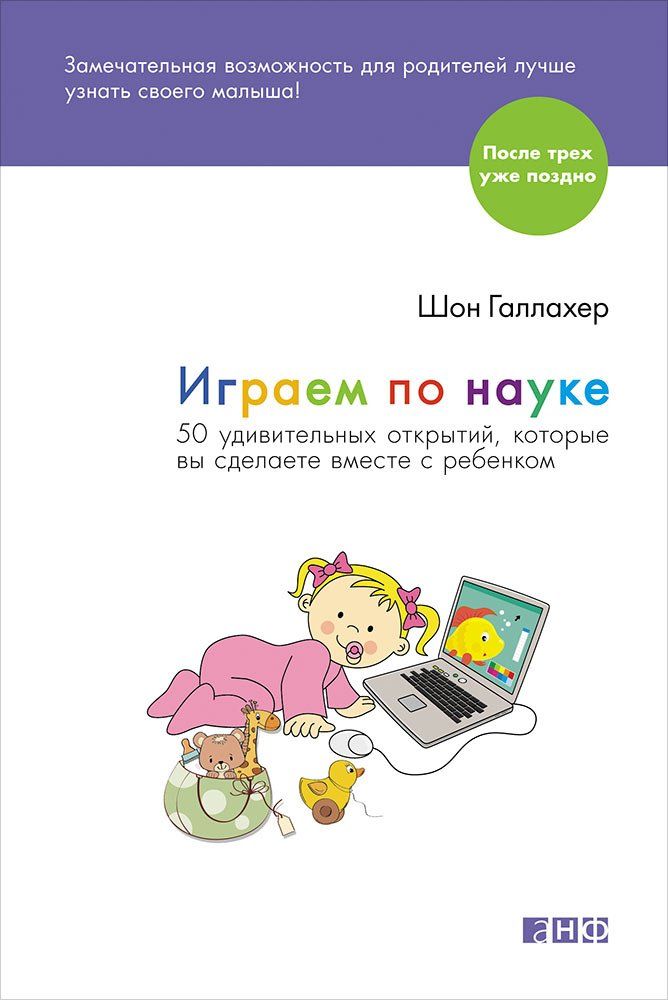 Замечательная возможность для родителей лучше
узнать своего малыша!
После трех
уже поздно
Шон Галлахер
Играем по науке
50 удивительных открытий, которые
вы сделаете вместе с ребенком
анф